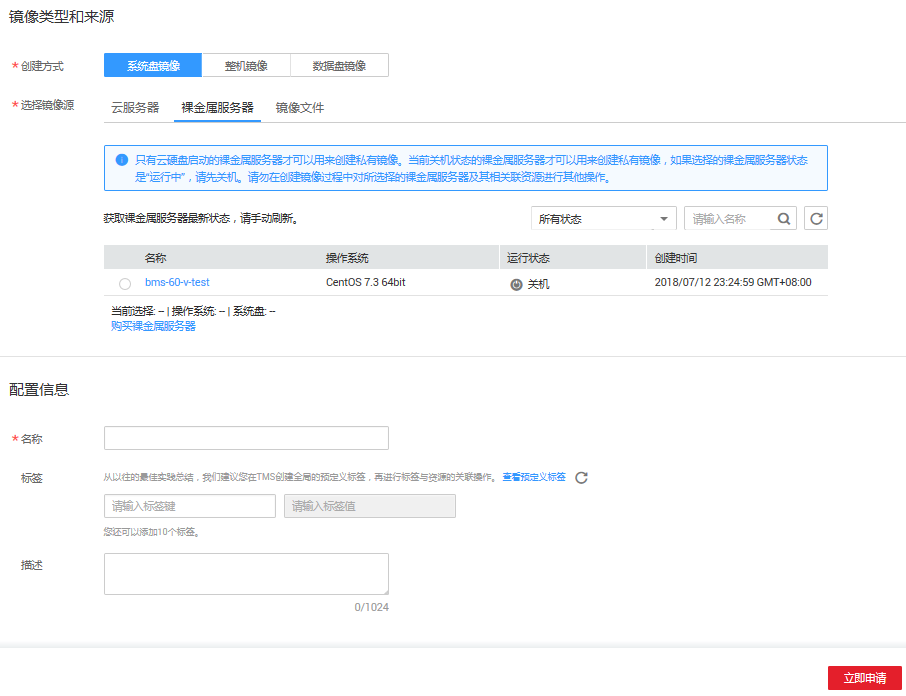 镜像类型和来源
* 创建方式
系统盘镜像 整机镜像 数据盘镜像
* 选择镜像源
云服务器 裸金属服务器 镜像文件
只有云硬盘启动的裸金属服务器才可以用来创建私有镜像。当前关机状态的裸金属服务器才可以用来创建私有镜像，如果选择的裸金属服务器状态
是“运行中”，请先关机。请勿在创建镜像过程中对所选择的裸金属服务器及其相关联资源进行其他操作。
获取裸金属服务器最新状态，请手动刷新。 所有状态 请输入名称
名称 操作系统 运行状态 创建时间
bms-60-v-test CentOS 7.3 64bit 关机 2018/07/12 23:24:59 GMT+08:00
当前选择: -- | 操作系统: -- | 系统盘: --
购买裸金属服务器
配置信息
* 名称
标签 从以往的最佳实践总结，我们建议您在TMS创建全局的预定义标签，再进行标签与资源的关联操作。 查看预定义标签
请输入标签键 请输入标签值
您还可以添加10个标签。
描述
0/1024
立即申请